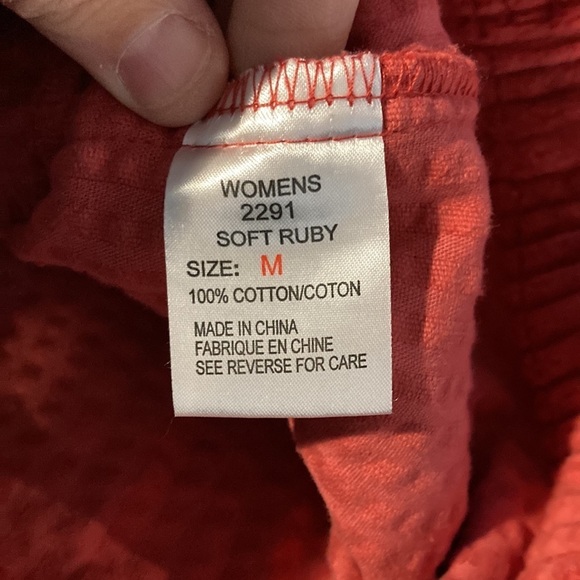 WOMENS
2291
SOFT RUBY
SIZE: M
100% COTTON/COTON
MADE IN CHINA
FABRIQUE EN CHINE
SEE REVERSE FOR CARE